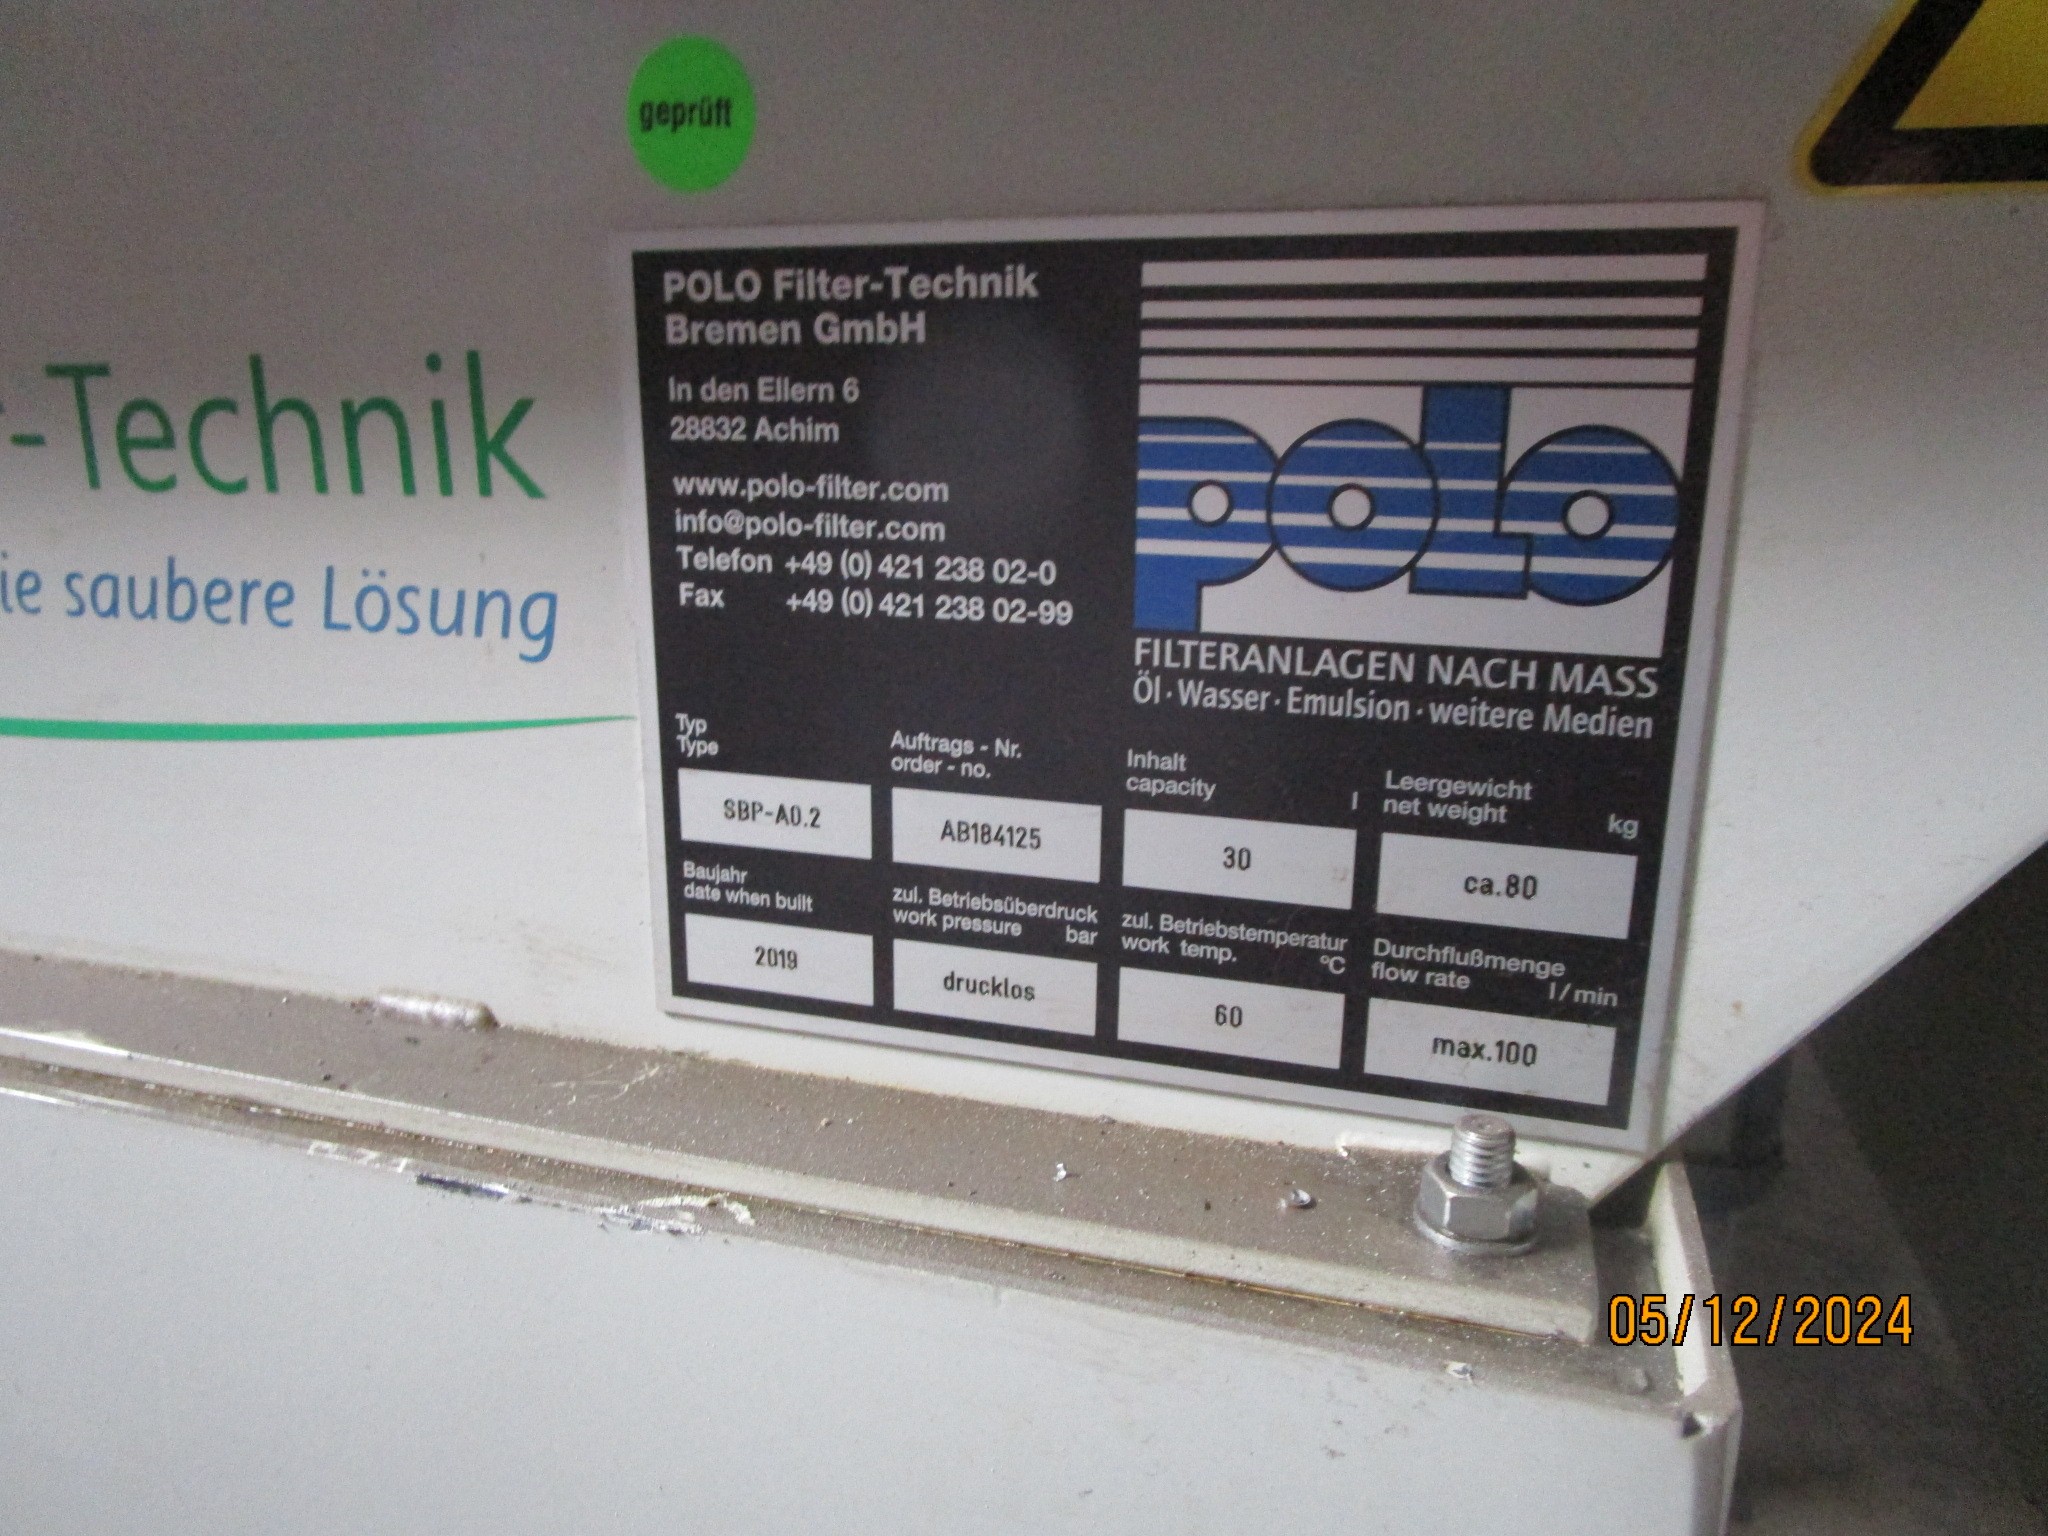 geprüft
-Technik
ie saubere Lösung
POLO Filter-Technik
Bremen GmbH
In den Ellern 6
28832 Achim
www.polo-filter.com
info@polo-filter.com
Telefon +49 (0) 421 238 02-0
Fax +49 (0) 421 238 02-99
polo
FILTERANLAGEN NACH MASS
Öl · Wasser · Emulsion · weitere Medien
Typ
Type
SBP-A0.2
Auftrags - Nr.
order - no.
AB184125
Inhalt
capacity l
30
Leergewicht
net weight kg
ca.80
Baujahr
date when built
2019
zul. Betriebsüberdruck
work pressure bar
drucklos
zul. Betriebstemperatur
work temp. °C
60
Durchflußmenge
flow rate l/min
max.100
05/12/2024